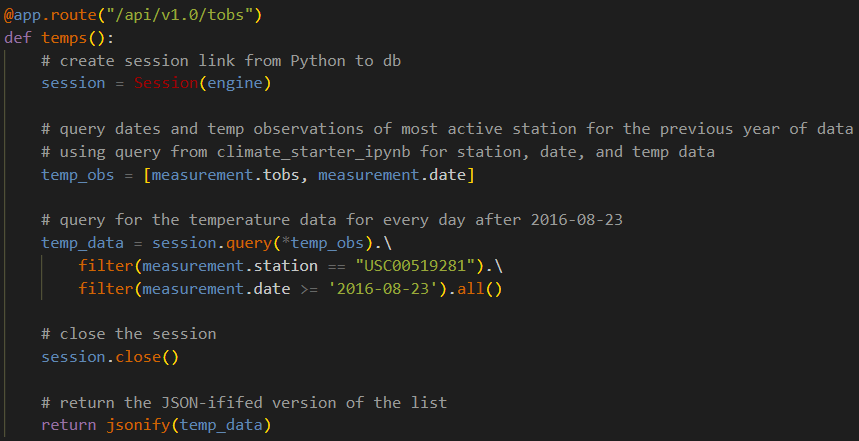 @app.route("/api/v1.0/tobs")
def temps():
    # create session link from Python to db
    session = Session(engine)
    # query dates and temp observations of most active station for the previous year of data
    # using query from climate_starter_ipynb for station, date, and temp data
    temp_obs = [measurement.tobs, measurement.date]
    # query for the temperature data for every day after 2016-08-23
    temp_data = session.query(*temp_obs).\
        filter(measurement.station == "USC00519281").\
        filter(measurement.date >= '2016-08-23').all()
    # close the session
    session.close()
    # return the JSON-ifified version of the list
    return jsonify(temp_data)